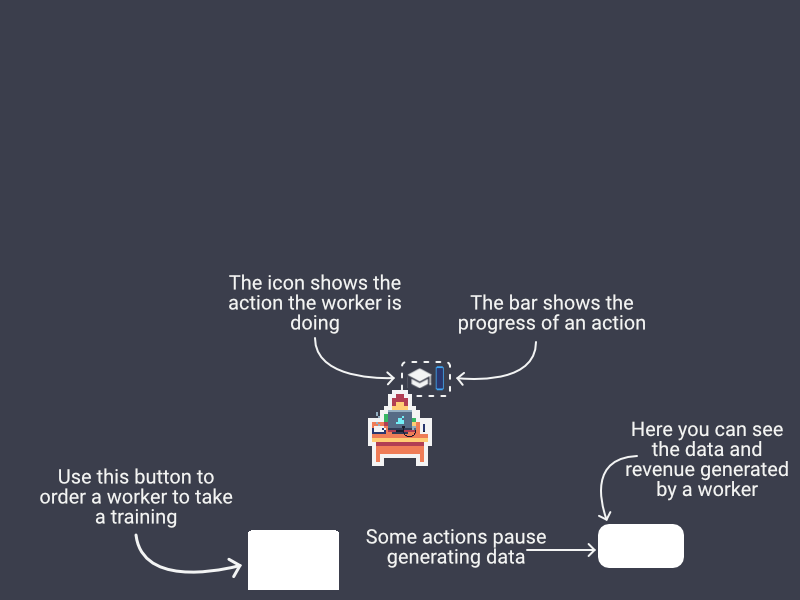 The icon shows the
action the worker is
doing
The bar shows the
progress of an action
Here you can see
the data and
revenue generated
by a worker
Use this button to
order a worker to take
a training
Some actions pause
generating data